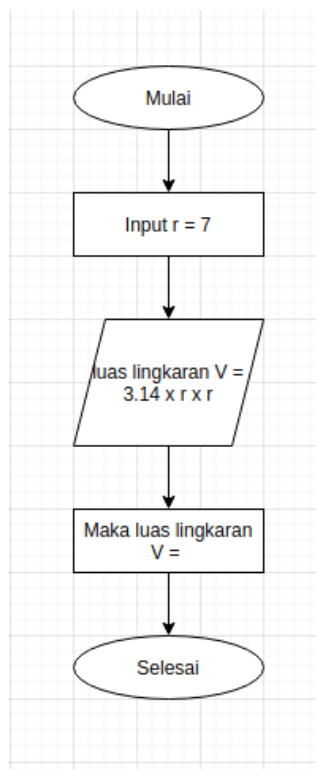 Mulai
Input r = 7
luas lingkaran V =
3.14 x r x r
Maka luas lingkaran
V =
Selesai